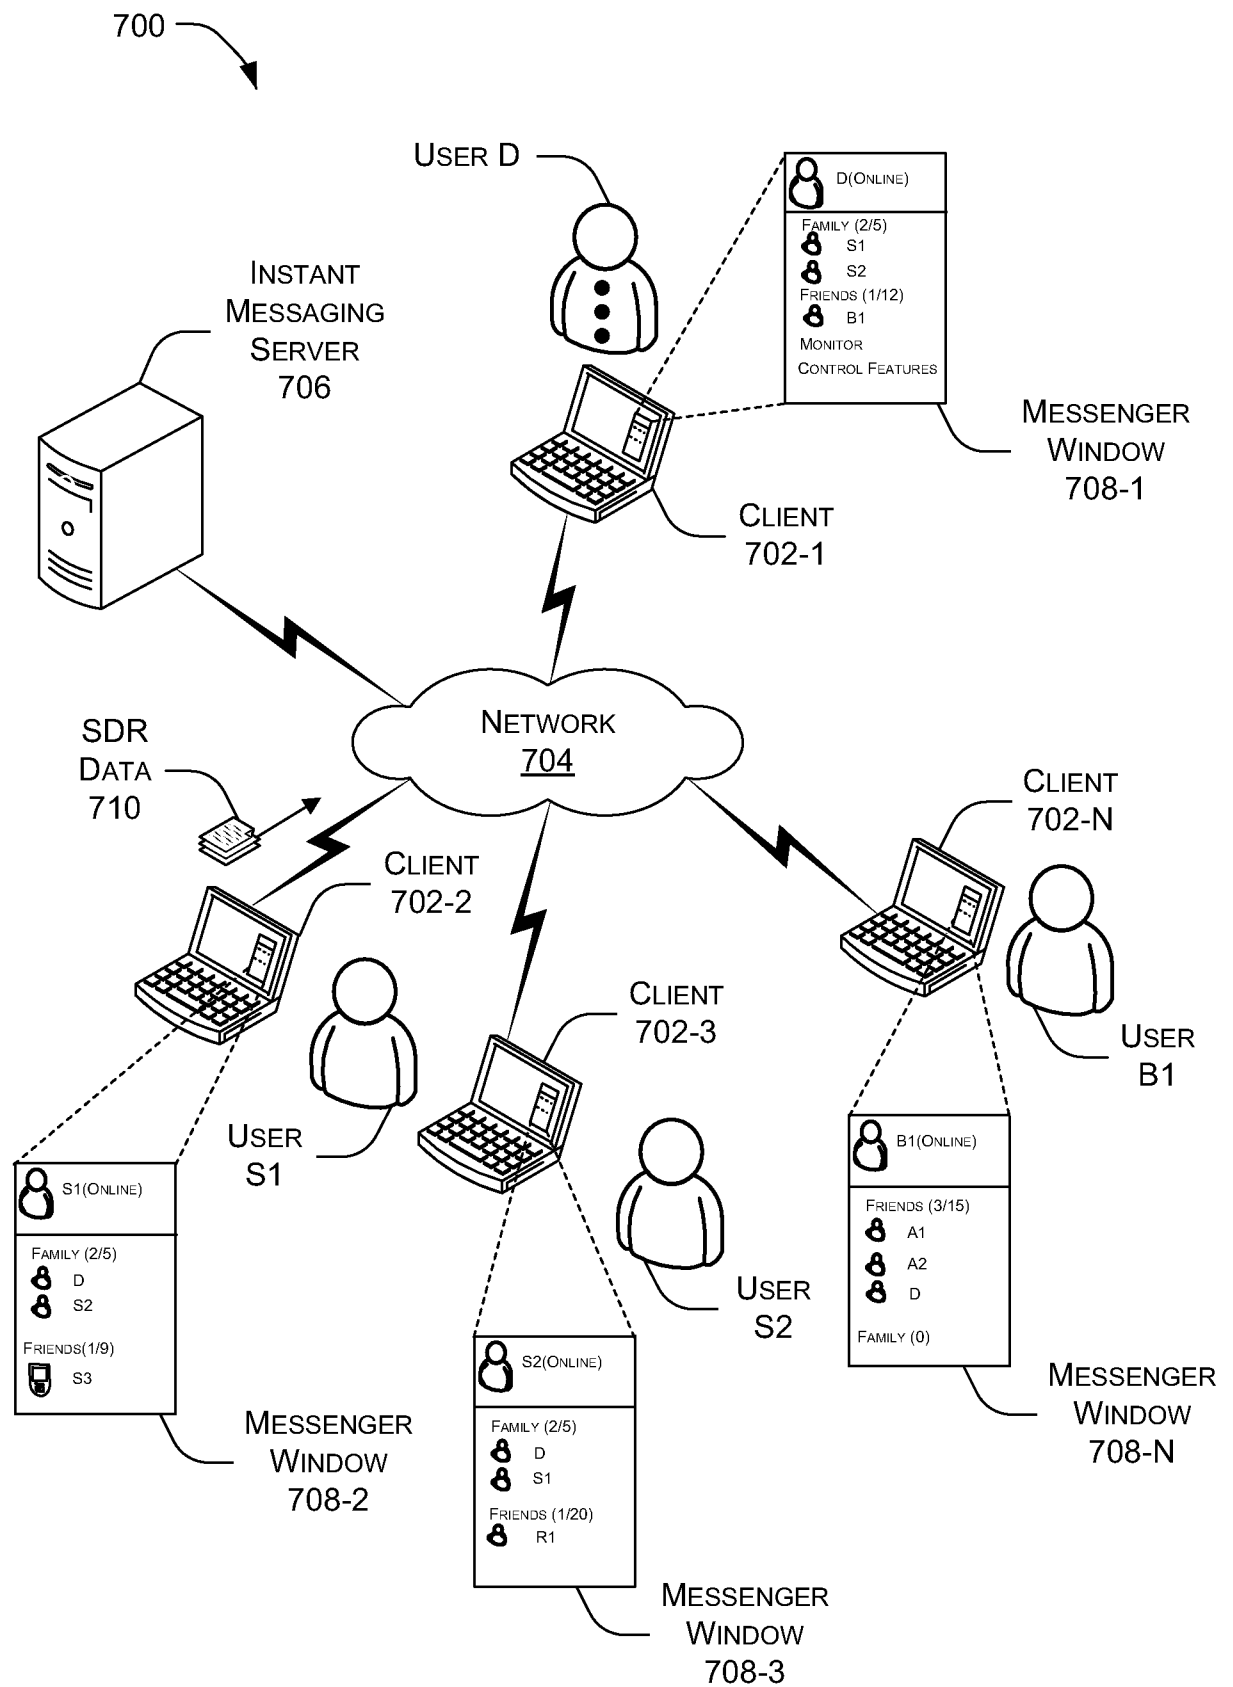 700
USER D
D(ONLINE)
FAMILY (2/5)
S1
S2
FRIENDS (1/12)
B1
MONITOR
CONTROL FEATURES
MESSENGER
WINDOW
708-1
INSTANT
MESSAGING
SERVER
706
CLIENT
702-1
NETWORK
704
SDR
DATA
710
CLIENT
702-2
CLIENT
702-N
CLIENT
702-3
USER
B1
USER
S1
USER
S2
S1(ONLINE)
FAMILY (2/5)
D
S2
FRIENDS(1/9)
S3
MESSENGER
WINDOW
708-2
S2(ONLINE)
FAMILY (2/5)
D
S1
FRIENDS (1/20)
R1
MESSENGER
WINDOW
708-3
B1(ONLINE)
FRIENDS (3/15)
A1
A2
D
FAMILY (0)
MESSENGER
WINDOW
708-N